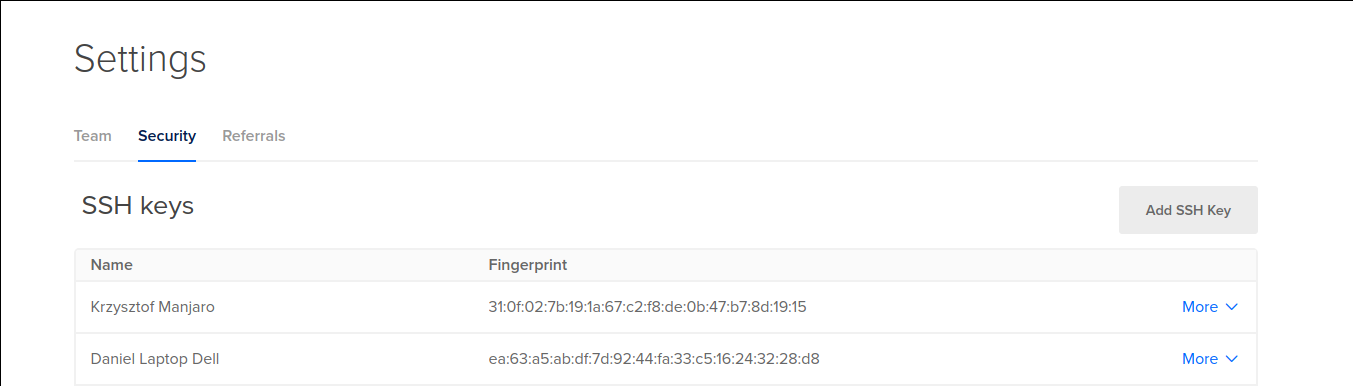 Settings
Team Security Referrals
SSH keys
Add SSH Key
Name Fingerprint
Krzysztof Manjaro 31:0f:02:7b:19:1a:67:c2:f8:de:0b:47:b7:8d:19:15 More
Daniel Laptop Dell ea:63:a5:ab:df:7d:92:44:fa:33:c5:16:24:32:28:d8 More